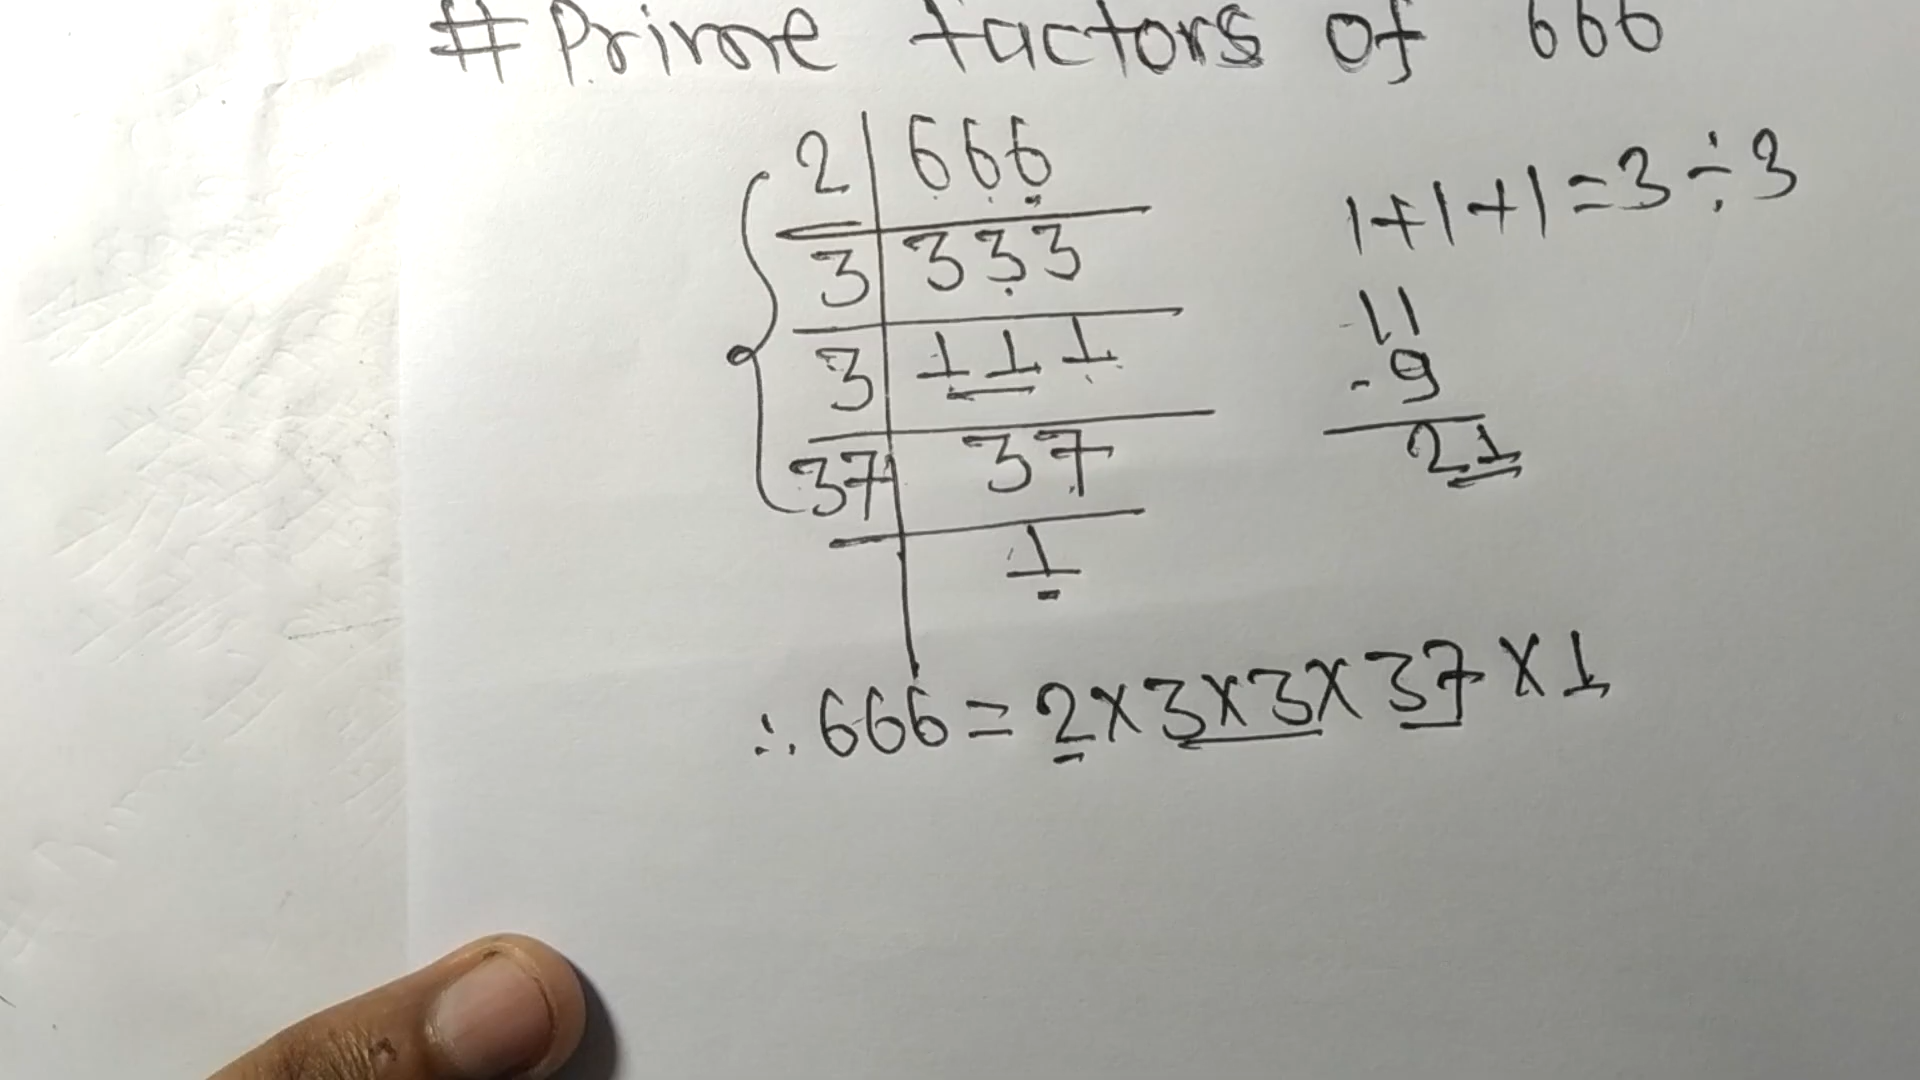 # Prime factors of 666
2 | 666
3 | 333
3 | 111
37 | 37
1
∴ 666 = 2 × 3 × 3 × 37 × 1
1+1+1=3÷3
11
-9
21